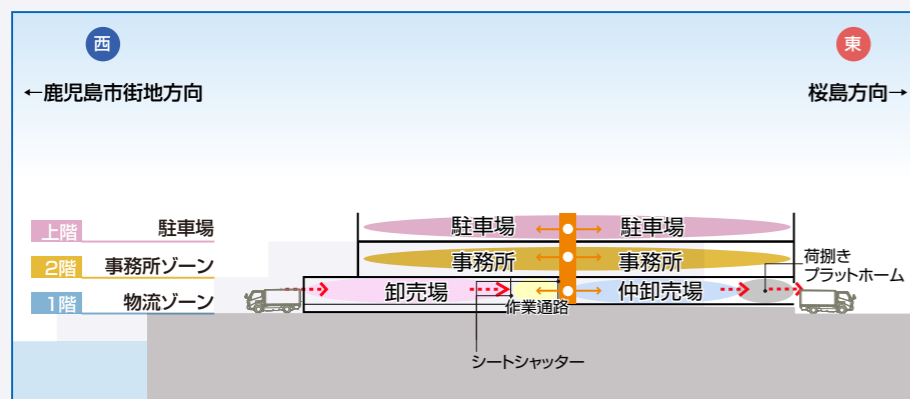 西
東
←鹿児島市街地方向
桜島方向→
上階
駐車場
駐車場
駐車場
2階
事務所ゾーン
事務所
事務所
荷捌き
プラットホーム
1階
物流ゾーン
卸売場
作業通路
仲卸売場
シートシャッター